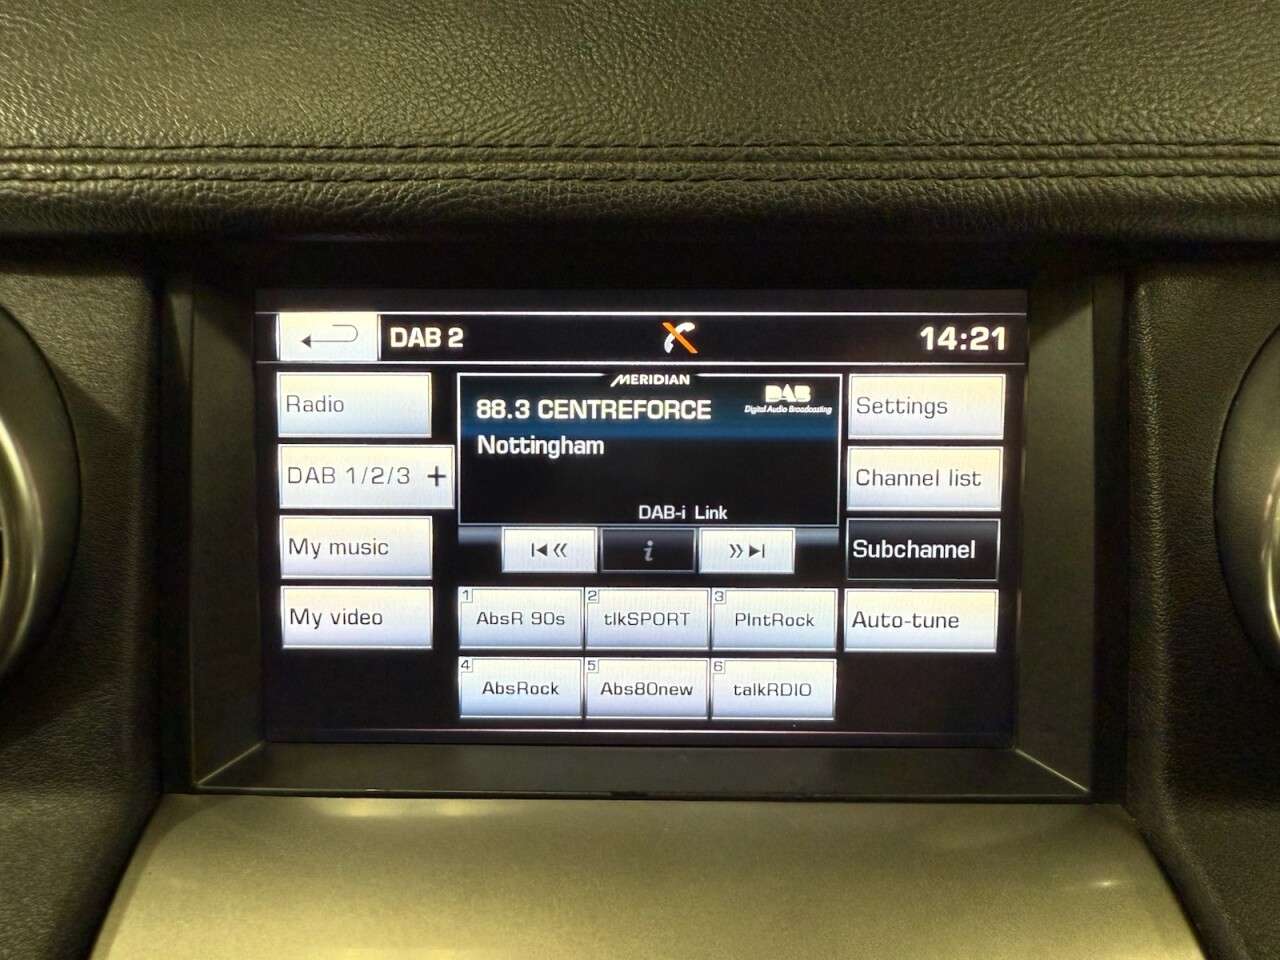 DAB 2
14:21
Radio
DAB 1/2/3 +
My music
My video
MERIDIAN
88.3 CENTREFORCE
DAB
Digital Audio Broadcasting
Nottingham
DAB-i Link
i
1 AbsR 90s
2 tlkSPORT
3 PlntRock
4 AbsRock
5 Abs80new
6 talkRDIO
Settings
Channel list
Subchannel
Auto-tune